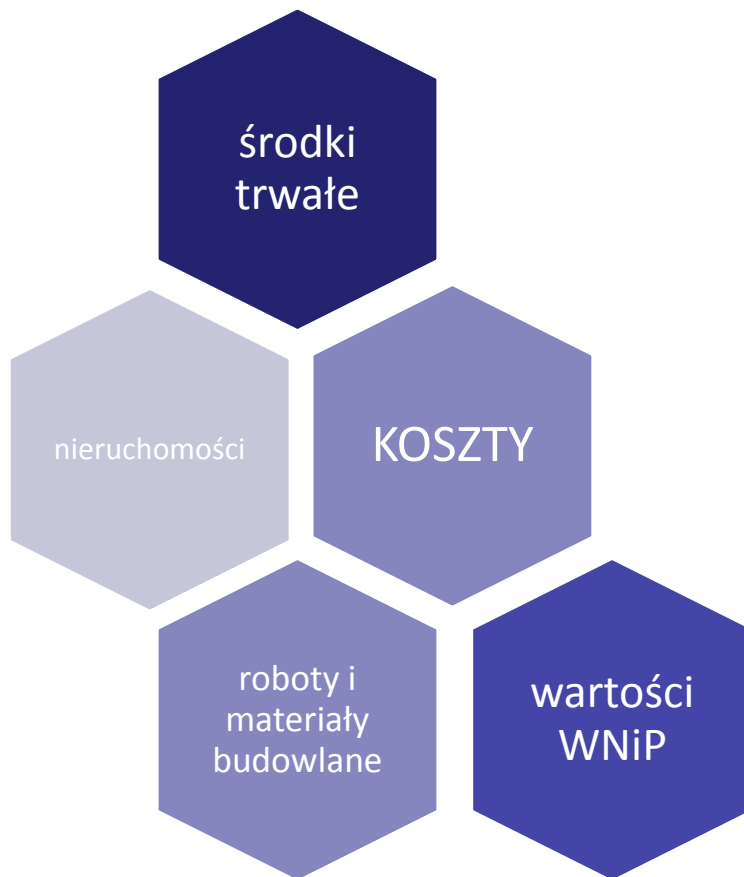 środki
trwałe
nieruchomości
KOSZTY
roboty i
materiały
budowlane
wartości
WNiP